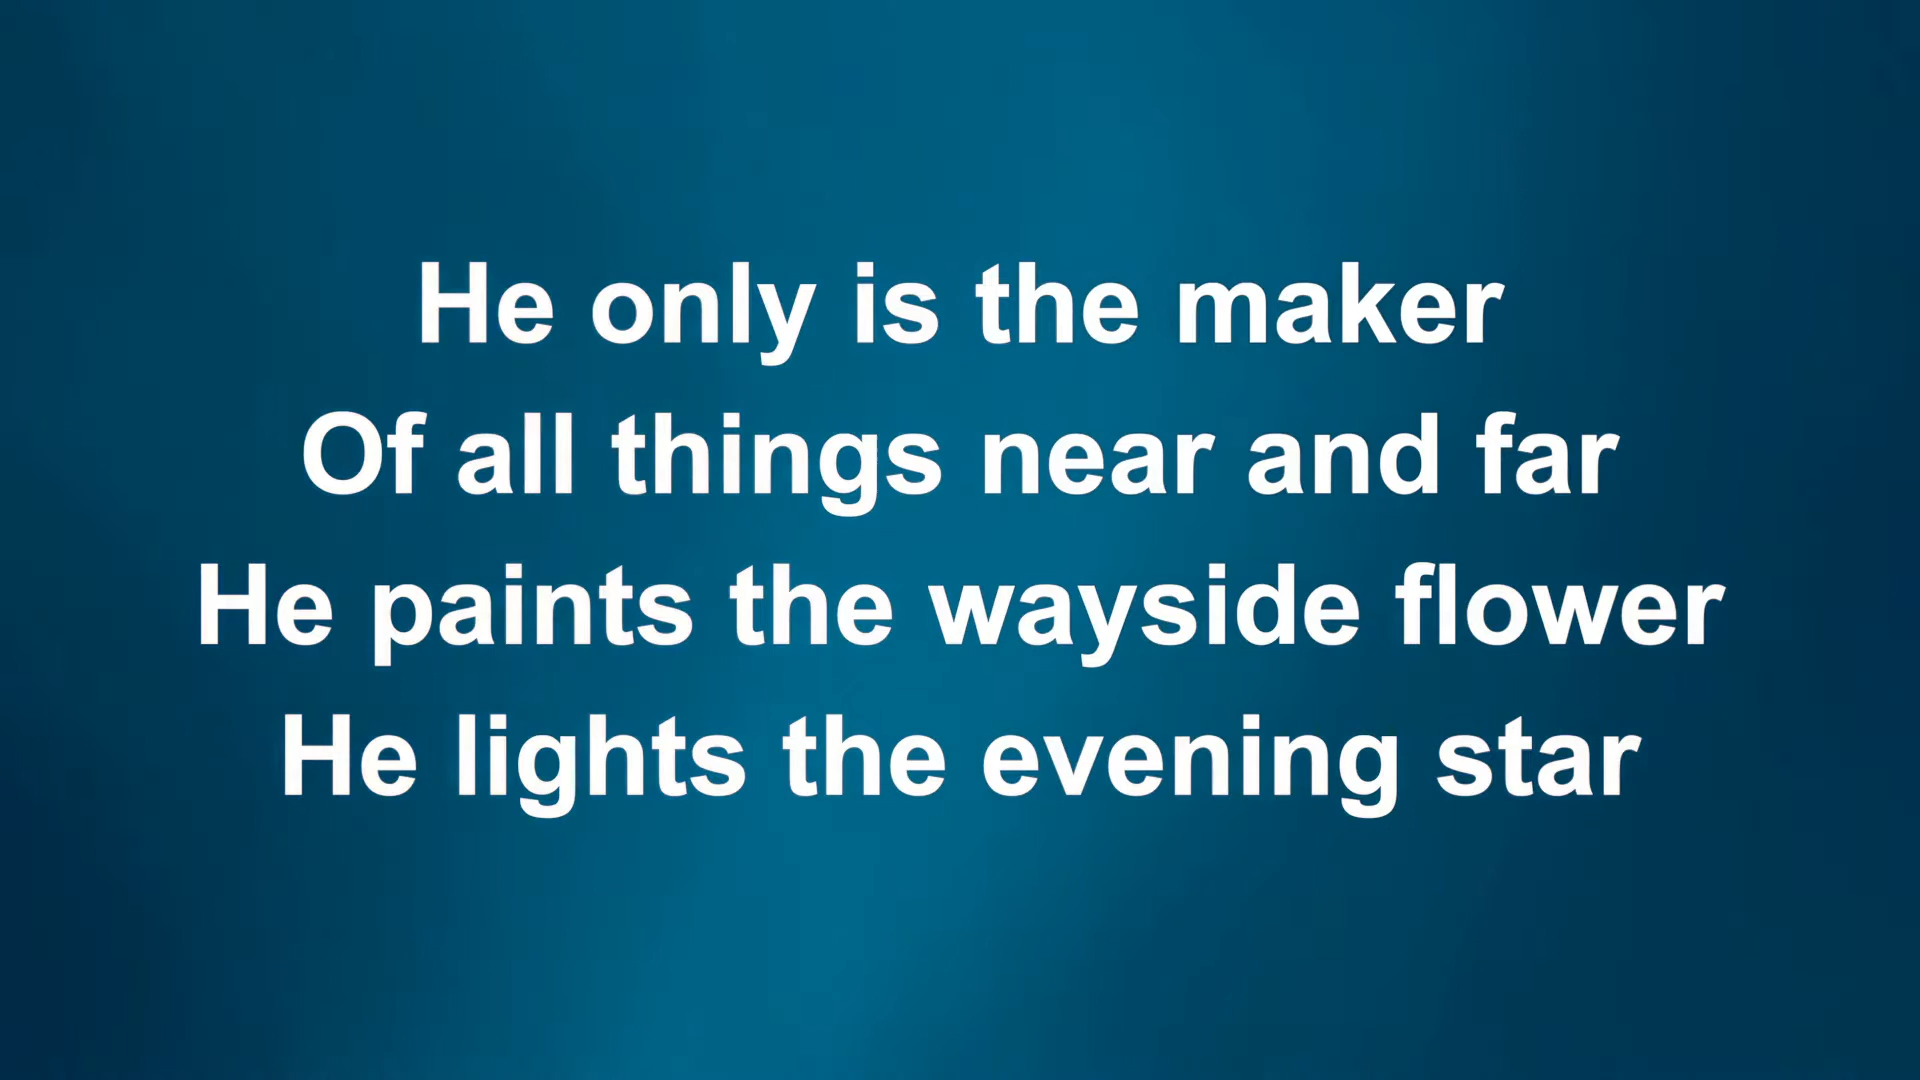 He only is the maker
Of all things near and far
He paints the wayside flower
He lights the evening star